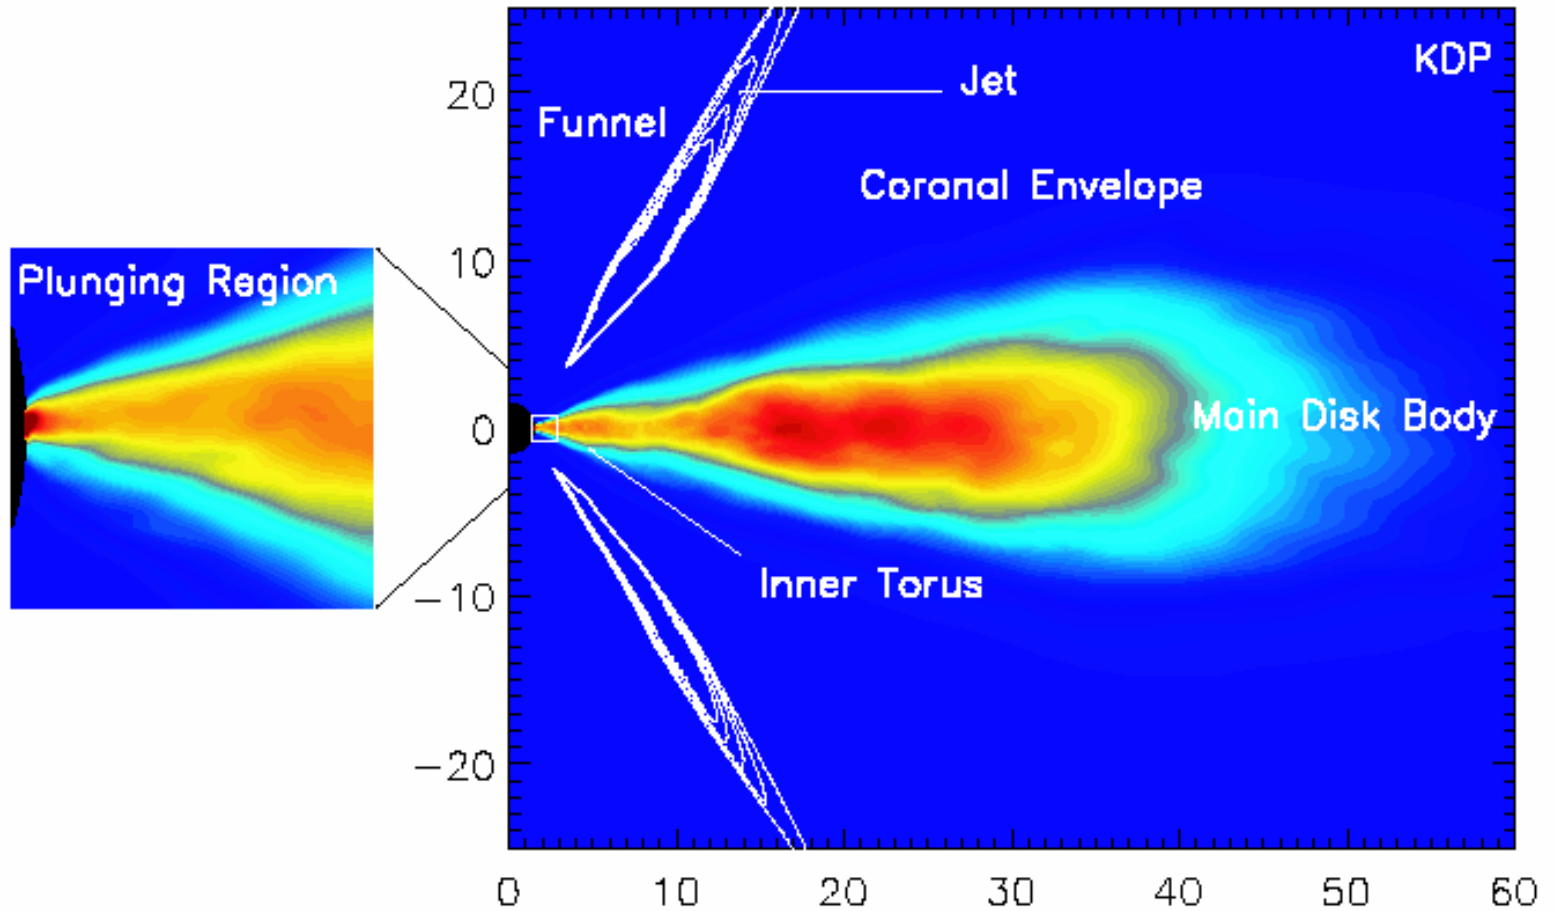 KDP
Jet
20
Funnel
Coronal Envelope
10
Plunging Region
0
Main Disk Body
Inner Torus
−10
−20
0 10 20 30 40 50 60